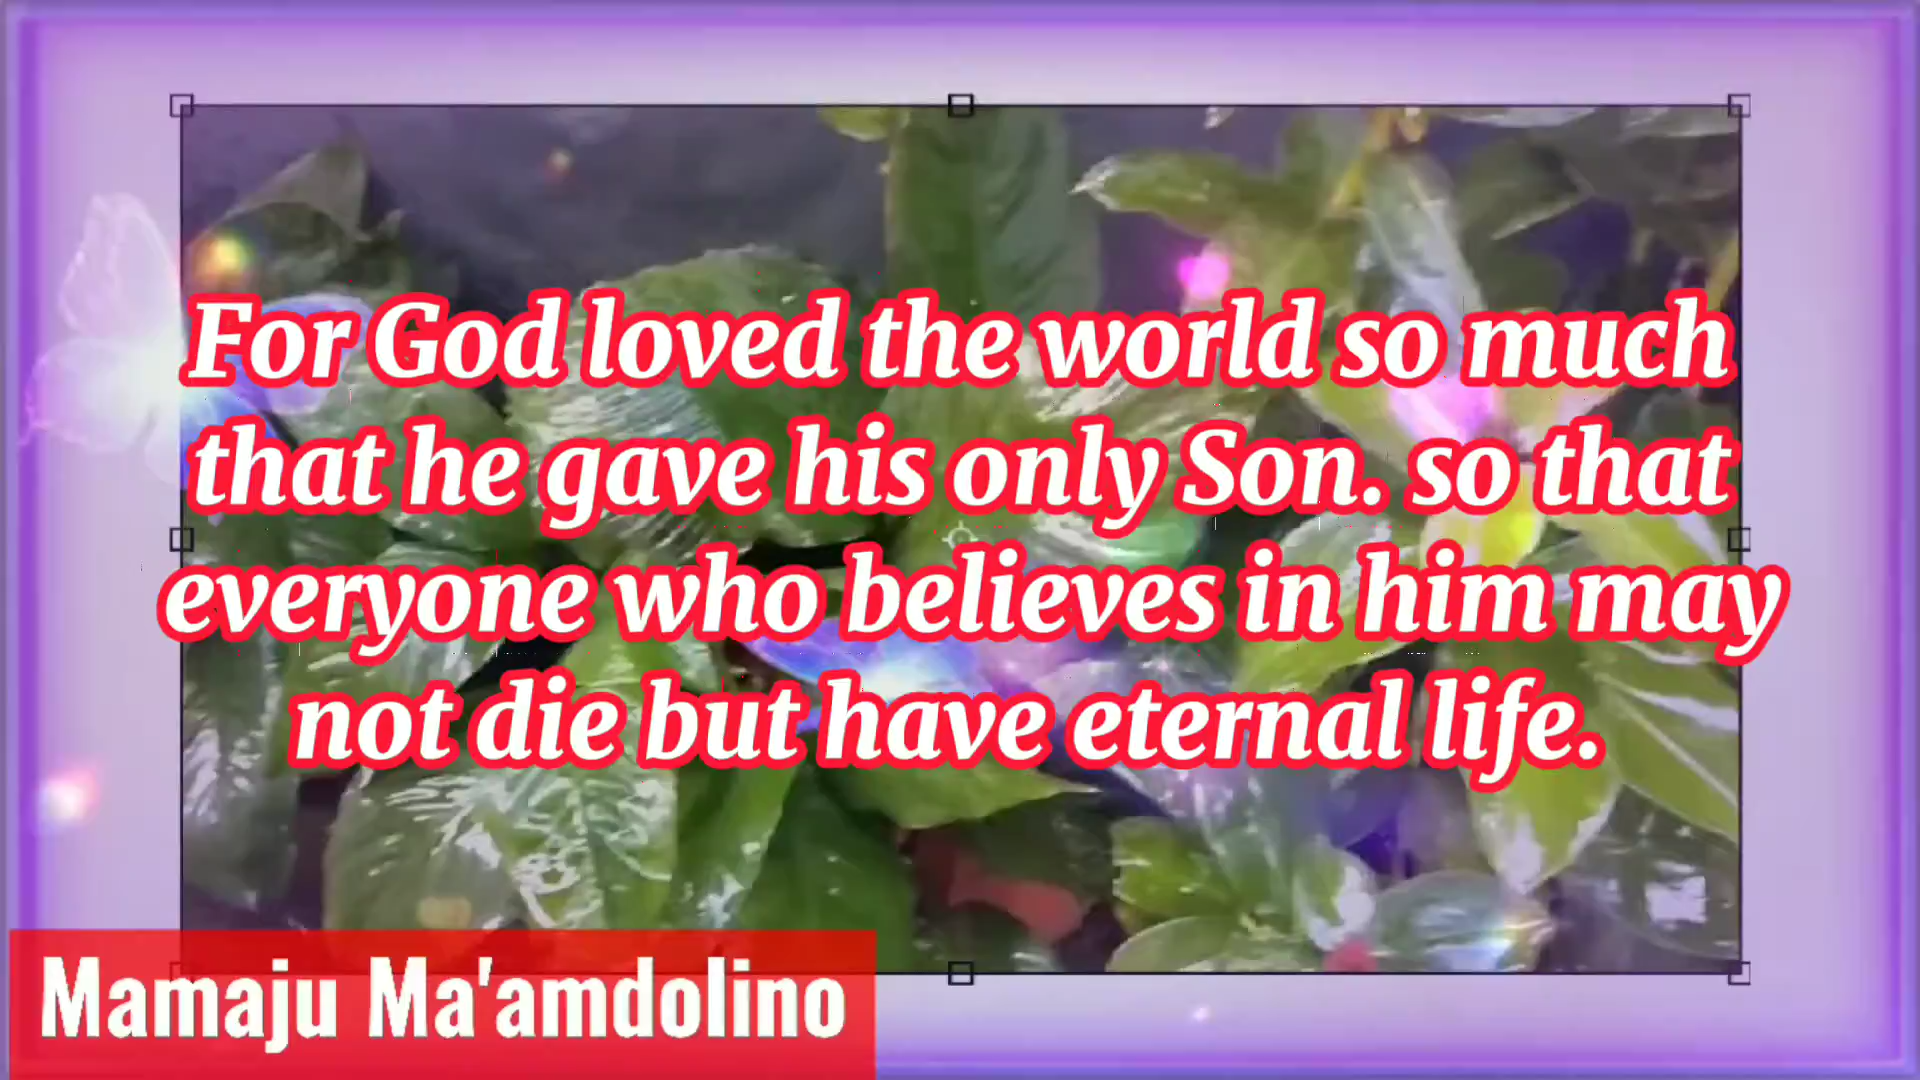 For God loved the world so much
that he gave his only Son. so that
everyone who believes in him may
not die but have eternal life.
Mamaju Ma'amdolino